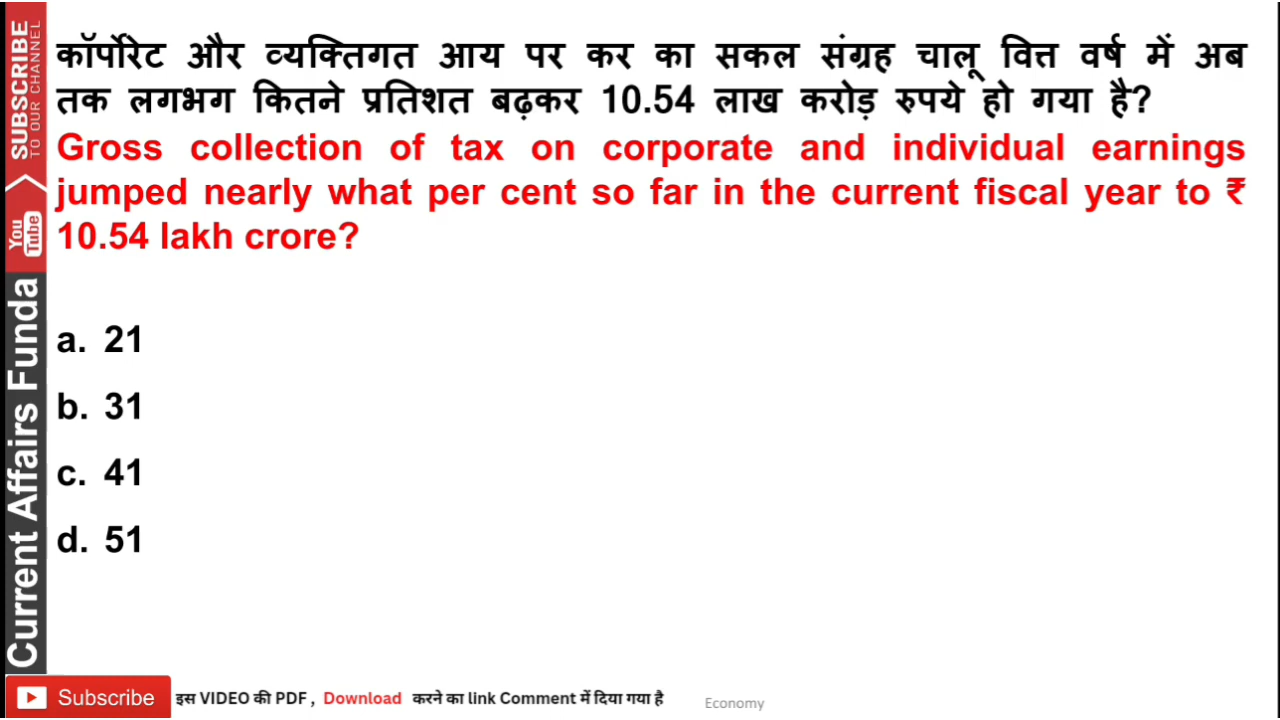 कॉर्पोरेट और व्यक्तिगत आय पर कर का सकल संग्रह चालू वित्त वर्ष में अब
तक लगभग कितने प्रतिशत बढ़कर 10.54 लाख करोड़ रुपये हो गया है?
Gross collection of tax on corporate and individual earnings
jumped nearly what per cent so far in the current fiscal year to ₹
10.54 lakh crore?
a. 21
b. 31
c. 41
d. 51
SUBSCRIBE
TO OUR CHANNEL
You
Tube
Current Affairs Funda
Subscribe
इस VIDEO की PDF , Download करने का link Comment में दिया गया है
Economy